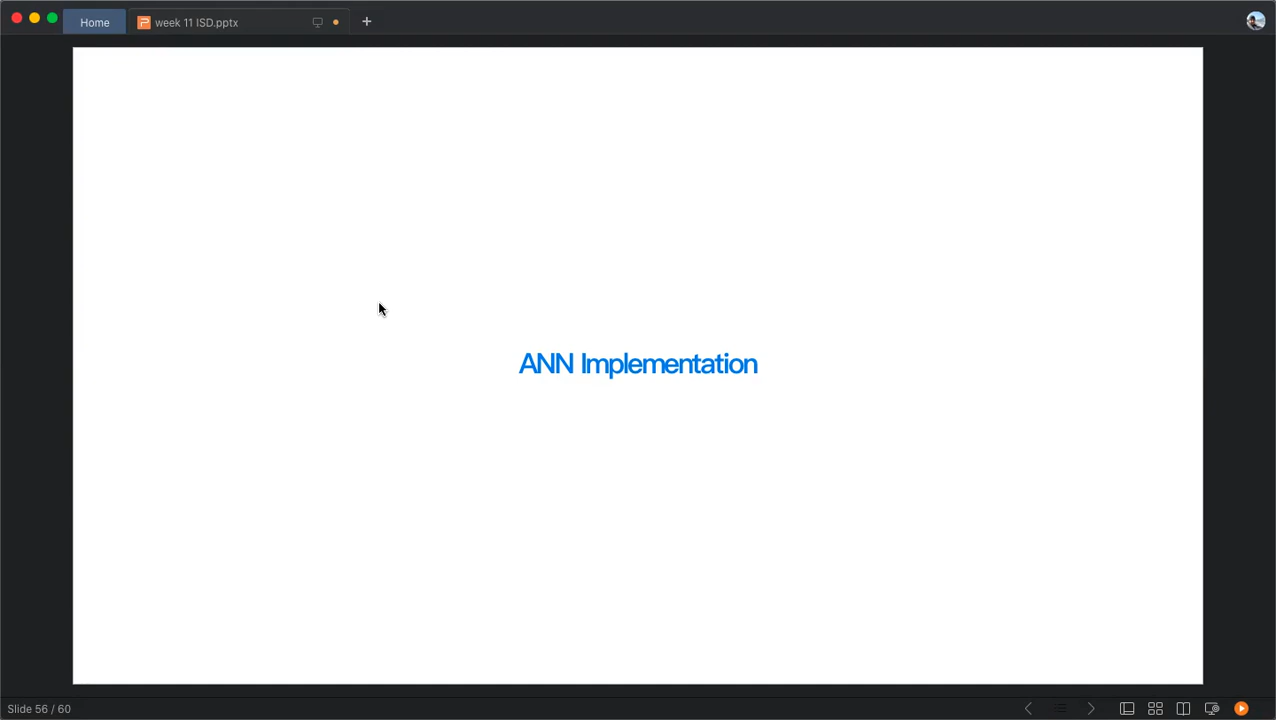 Home
week 11 ISD.pptx
ANN Implementation
Slide 56 / 60